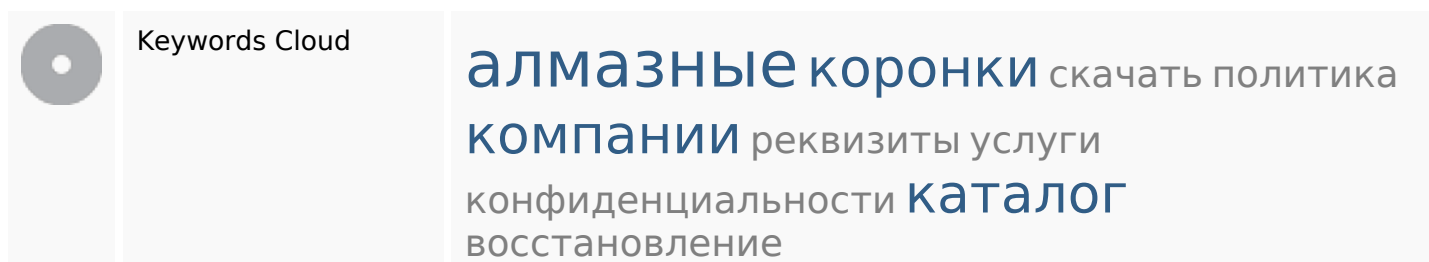 Keywords Cloud
алмазные коронки скачать политика
компании реквизиты услуги
конфиденциальности каталог
восстановление